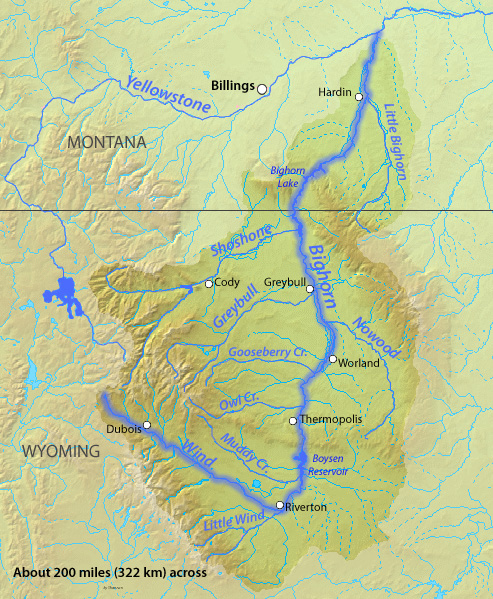 Billings
Yellowstone
Hardin
MONTANA
Little Bighorn
Bighorn
Lake
Shoshone
Bighorn
Cody
Greybull
Greybull
Nowood
Gooseberry Cr.
Worland
Owl Cr.
Thermopolis
Dubois
WYOMING
Wind
Muddy Cr.
Boysen
Reservoir
Riverton
Little Wind
About 200 miles (322 km) across